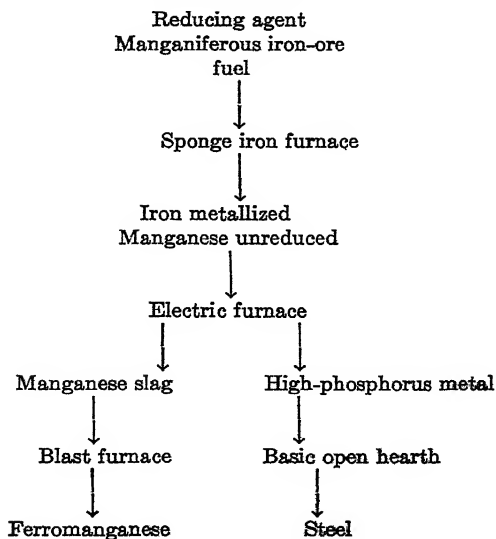 Reducing agent
Manganiferous iron-ore
fuel
Sponge iron furnace
Iron metallized
Manganese unreduced
Electric furnace
Manganese slag
High-phosphorus metal
Blast furnace
Basic open hearth
Ferromanganese
Steel